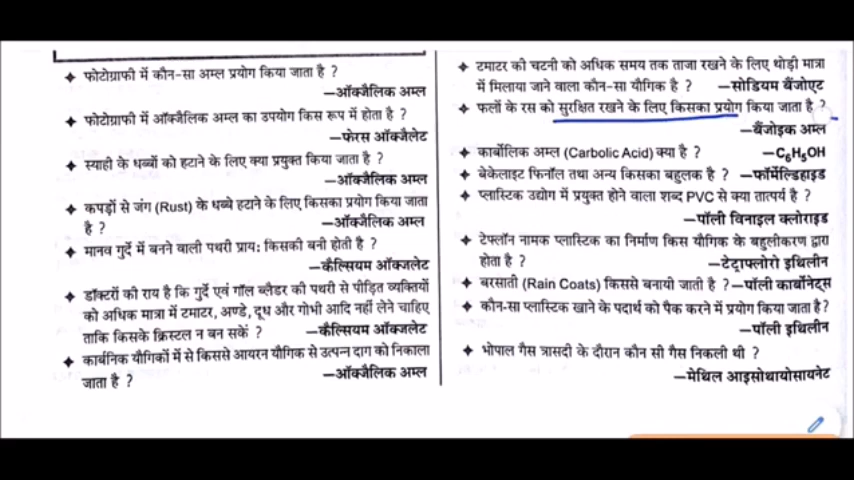 ✦ फोटोग्राफी में कौन-सा अम्ल प्रयोग किया जाता है ?
—ऑक्जैलिक अम्ल
✦ फोटोग्राफी में ऑक्जैलिक अम्ल का उपयोग किस रूप में होता है ?
—फेरस ऑक्जैलेट
✦ स्याही के धब्बों को हटाने के लिए क्या प्रयुक्त किया जाता है ?
—ऑक्जैलिक अम्ल
✦ कपड़ों से जंग (Rust) के धब्बे हटाने के लिए किसका प्रयोग किया जाता
है ? —ऑक्जैलिक अम्ल
✦ मानव गुर्दे में बनने वाली पथरी प्रायः किसकी बनी होती है ?
—कैल्सियम ऑक्जलेट
✦ डॉक्टरों की राय है कि गुर्दे एवं गॉल ब्लैडर की पथरी से पीड़ित व्यक्तियों
को अधिक मात्रा में टमाटर, अण्डे, दूध और गोभी आदि नहीं लेने चाहिए
ताकि किसके क्रिस्टल न बन सकें ? —कैल्सियम ऑक्जलेट
✦ कार्बनिक यौगिकों में से किससे आयरन यौगिक से उत्पन्न दाग को निकाला
जाता है ? —ऑक्जैलिक अम्ल
✦ टमाटर की चटनी को अधिक समय तक ताजा रखने के लिए थोड़ी मात्रा
में मिलाया जाने वाला कौन-सा यौगिक है ? —सोडियम बैंजोएट
✦ फलों के रस को सुरक्षित रखने के लिए किसका प्रयोग किया जाता है ?
—बैंजोइक अम्ल
✦ कार्बोलिक अम्ल (Carbolic Acid) क्या है ? —C₆H₅OH
✦ बेकेलाइट फिनॉल तथा अन्य किसका बहुलक है ? —फॉर्मेल्डिहाइड
✦ प्लास्टिक उद्योग में प्रयुक्त होने वाला शब्द PVC से क्या तात्पर्य है ?
—पॉली विनाइल क्लोराइड
✦ टेफ्लॉन नामक प्लास्टिक का निर्माण किस यौगिक के बहुलीकरण द्वारा
होता है ? —टेट्राफ्लोरो इथिलीन
✦ बरसाती (Rain Coats) किससे बनायी जाती है ?—पॉली कार्बोनेट्स
✦ कौन-सा प्लास्टिक खाने के पदार्थ को पैक करने में प्रयोग किया जाता है?
—पॉली इथिलीन
✦ भोपाल गैस त्रासदी के दौरान कौन सी गैस निकली थी ?
—मेथिल आइसोथायोसायनेट